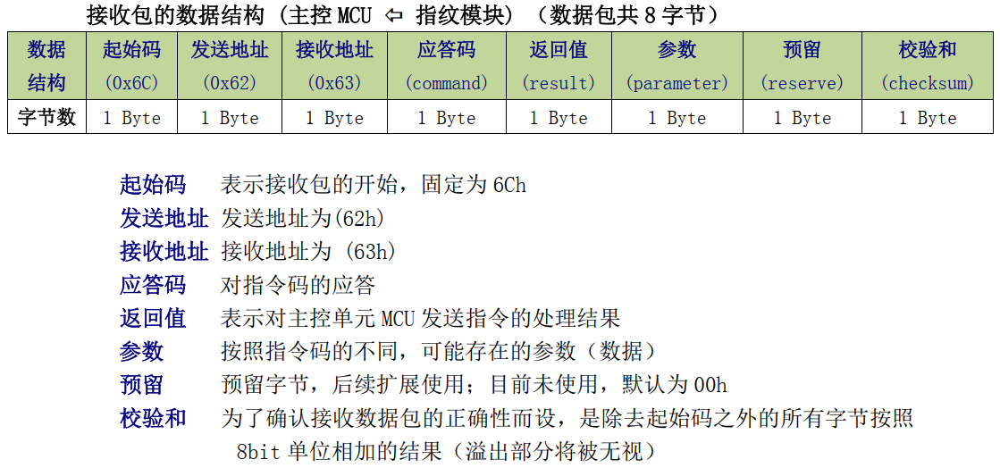 接收包的数据结构 (主控 MCU ⇦ 指纹模块) (数据包共 8 字节)
数据结构 起始码(0x6C) 发送地址(0x62) 接收地址(0x63) 应答码(command) 返回值(result) 参数(parameter) 预留(reserve) 校验和(checksum)
字节数 1 Byte 1 Byte 1 Byte 1 Byte 1 Byte 1 Byte 1 Byte 1 Byte
起始码 表示接收包的开始，固定为 6Ch
发送地址 发送地址为(62h)
接收地址 接收地址为 (63h)
应答码 对指令码的应答
返回值 表示对主控单元 MCU 发送指令的处理结果
参数 按照指令码的不同，可能存在的参数（数据）
预留 预留字节，后续扩展使用；目前未使用，默认为 00h
校验和 为了确认接收数据包的正确性而设，是除去起始码之外的所有字节按照
8bit 单位相加的结果（溢出部分将被无视）